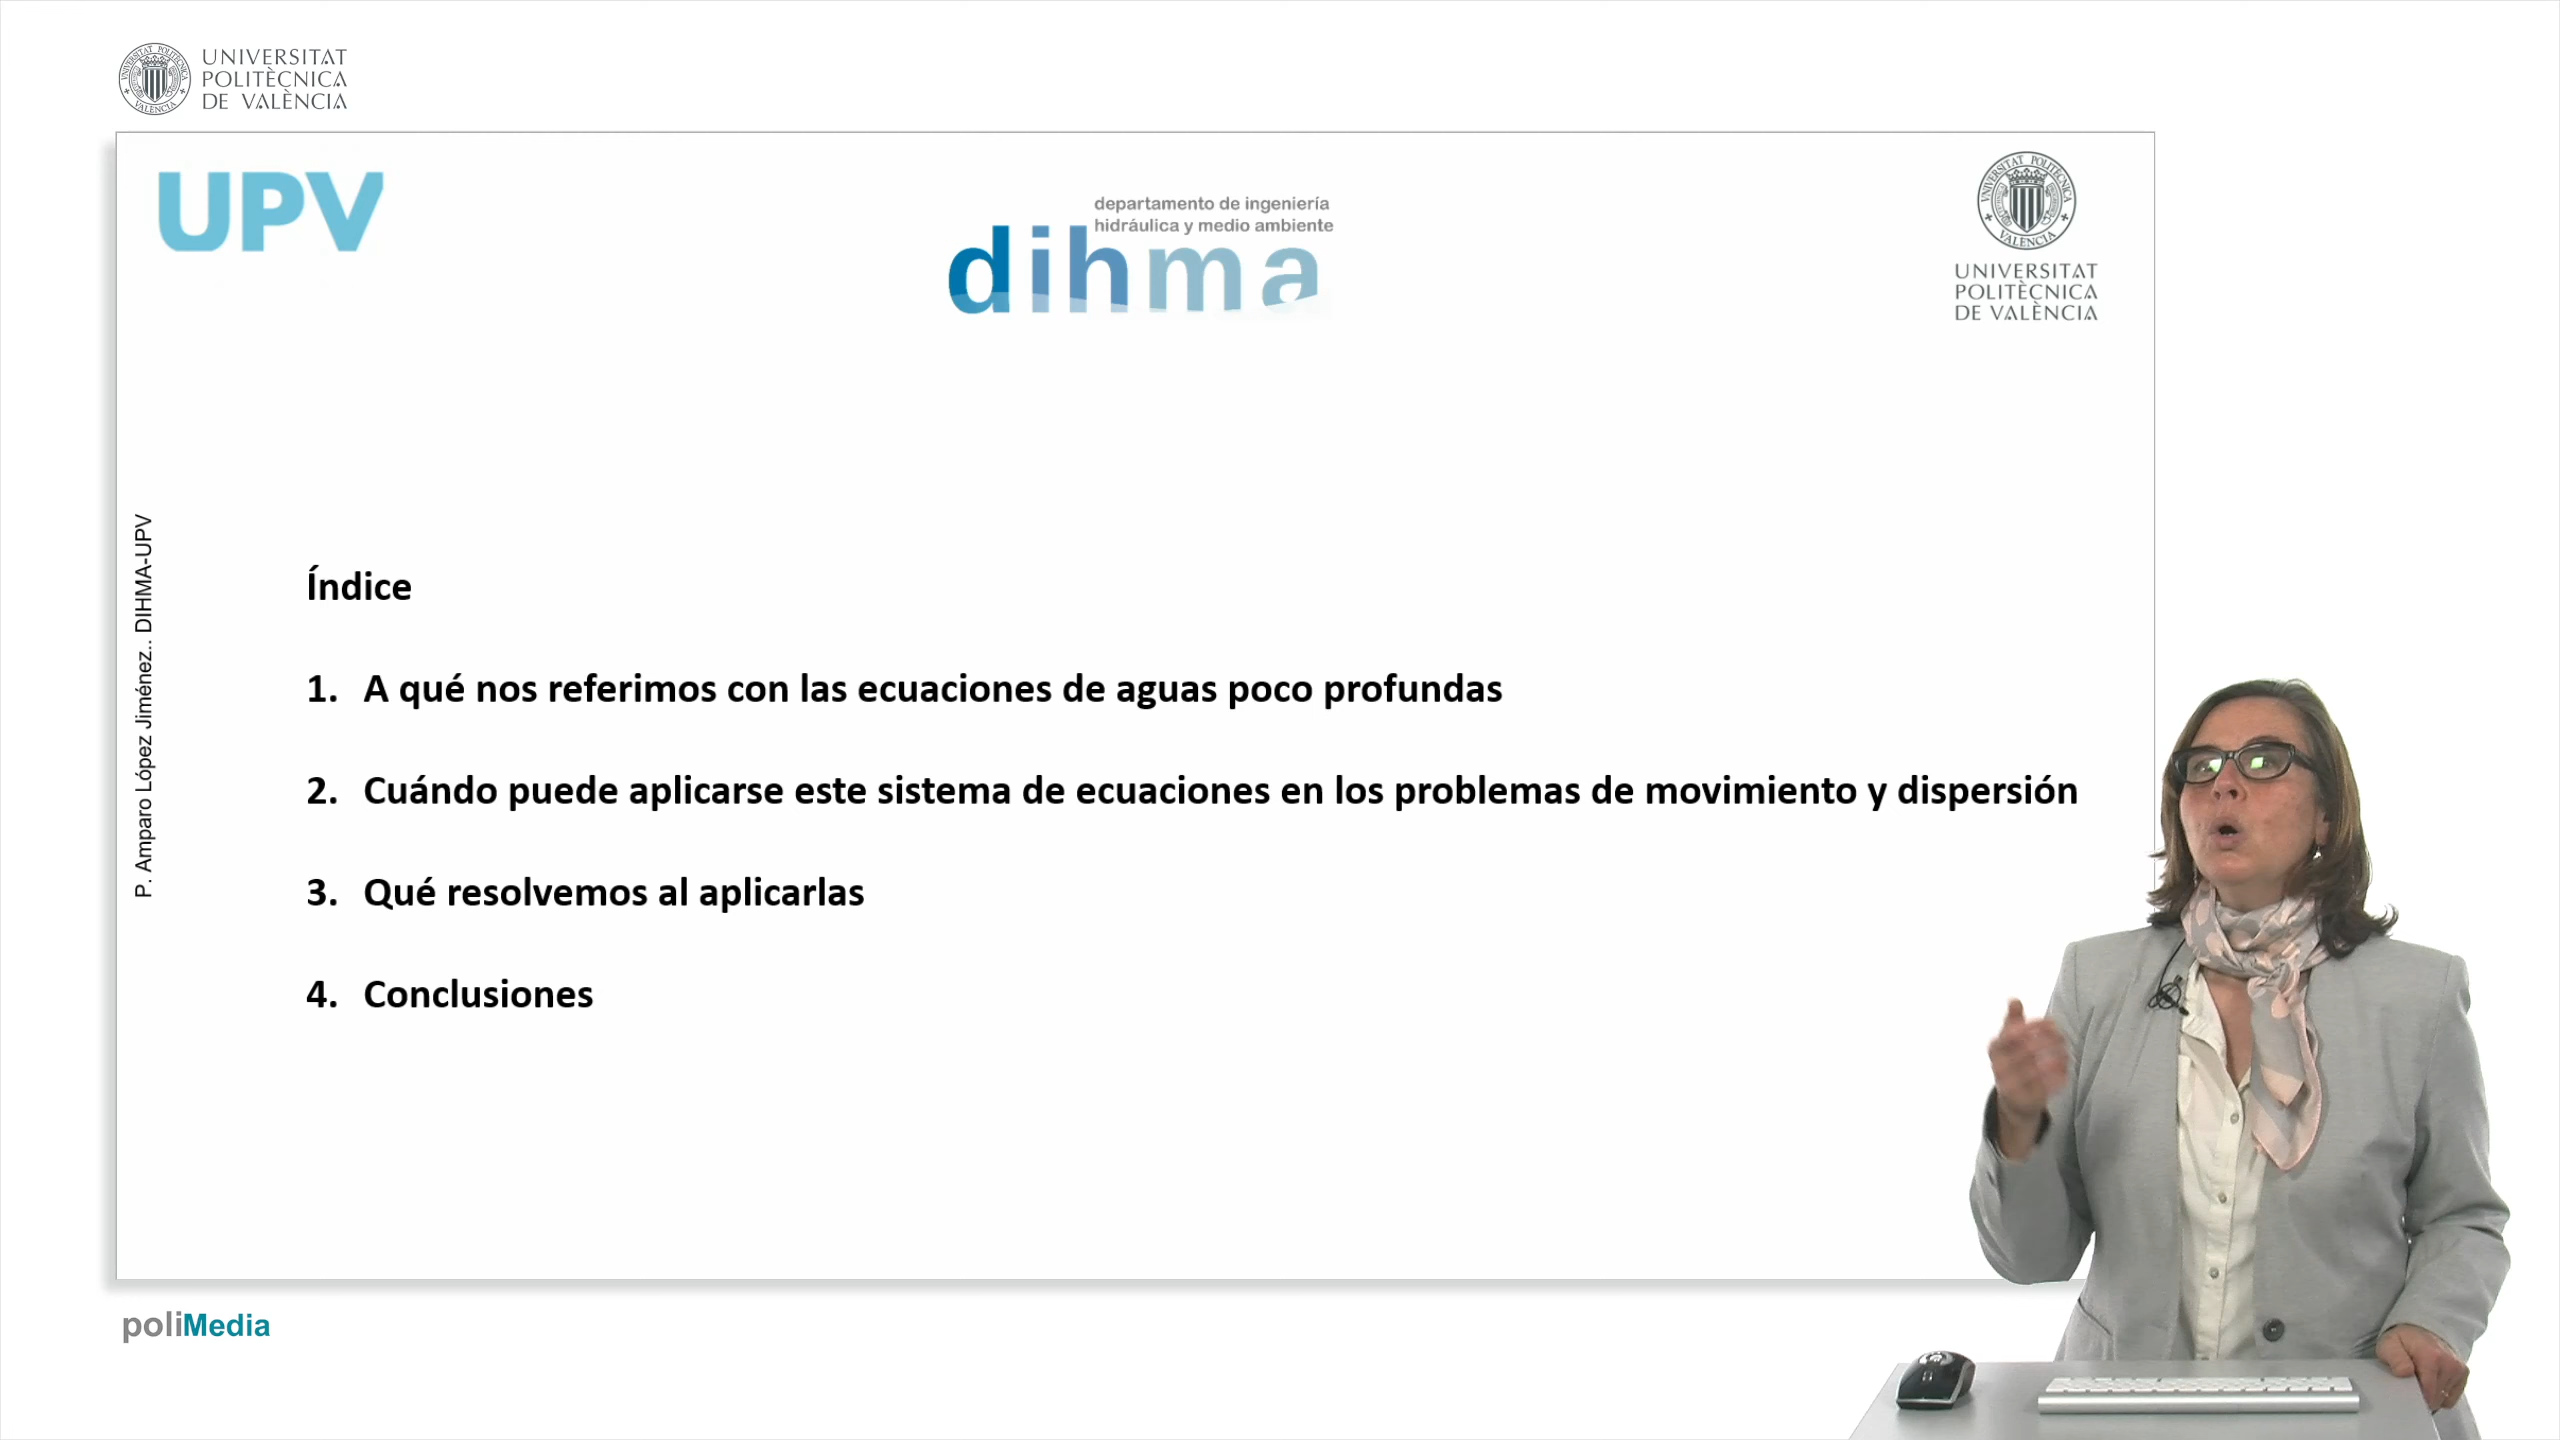 UNIVERSITAT
POLITÈCNICA
DE VALÈNCIA
UPV
departamento de ingeniería
hidráulica y medio ambiente
dihma
UNIVERSITAT
POLITÈCNICA
DE VALÈNCIA
P. Amparo López Jiménez.. DIHMA-UPV
Índice
1. A qué nos referimos con las ecuaciones de aguas poco profundas
2. Cuándo puede aplicarse este sistema de ecuaciones en los problemas de movimiento y dispersión
3. Qué resolvemos al aplicarlas
4. Conclusiones
poliMedia